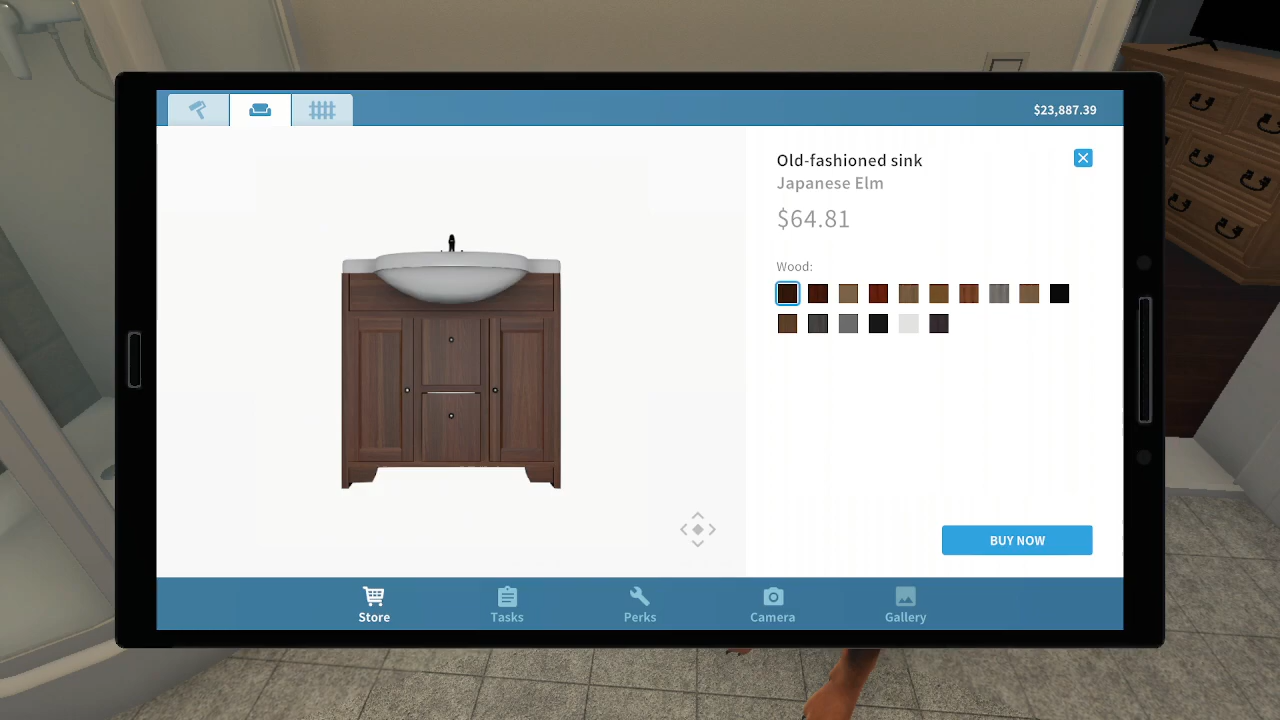 $23,887.39
Old-fashioned sink
Japanese Elm
$64.81
Wood:
BUY NOW
Store
Tasks
Perks
Camera
Gallery